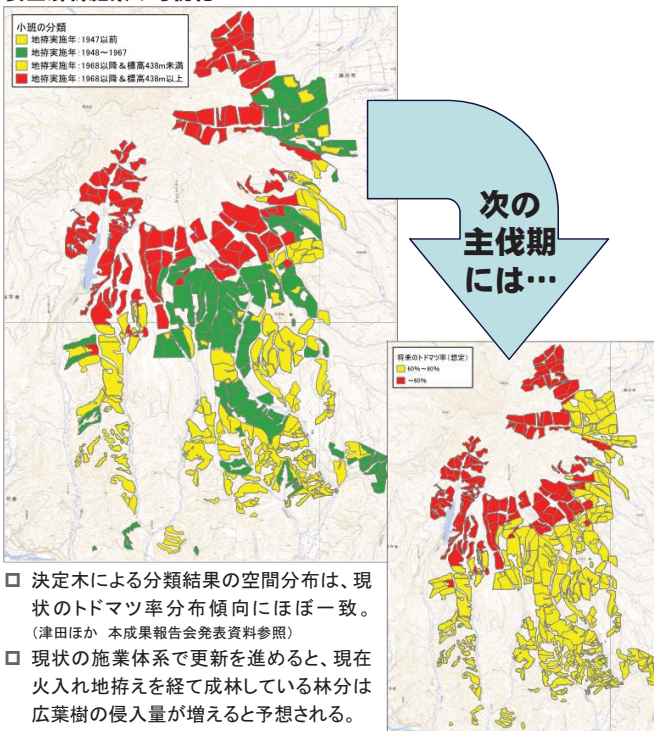 小班の分類
地拵実施年：1947以前
地拵実施年：1948～1967
地拵実施年：1968以降＆標高438m未満
地拵実施年：1968以降＆標高438m以上
次の
主伐期
には…
将来のトドマツ率（想定）
60%～80%
～60%
□ 決定木による分類結果の空間分布は、現
状のトドマツ率分布傾向にほぼ一致。
（津田ほか 本成果報告会発表資料参照）
□ 現状の施業体系で更新を進めると、現在
火入れ地拵えを経て成林している林分は
広葉樹の侵入量が増えると予想される。